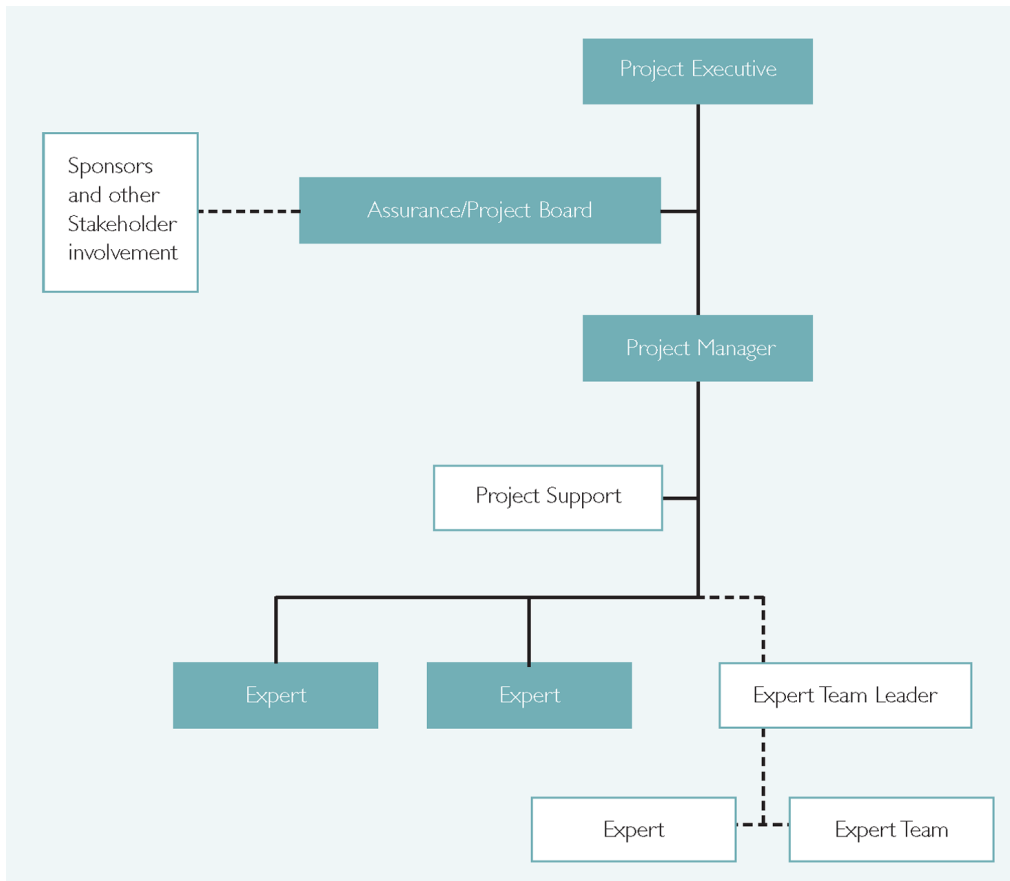 Project Executive
Sponsors
and other
Stakeholder
involvement
Assurance/Project Board
Project Manager
Project Support
Expert
Expert
Expert Team Leader
Expert
Expert Team